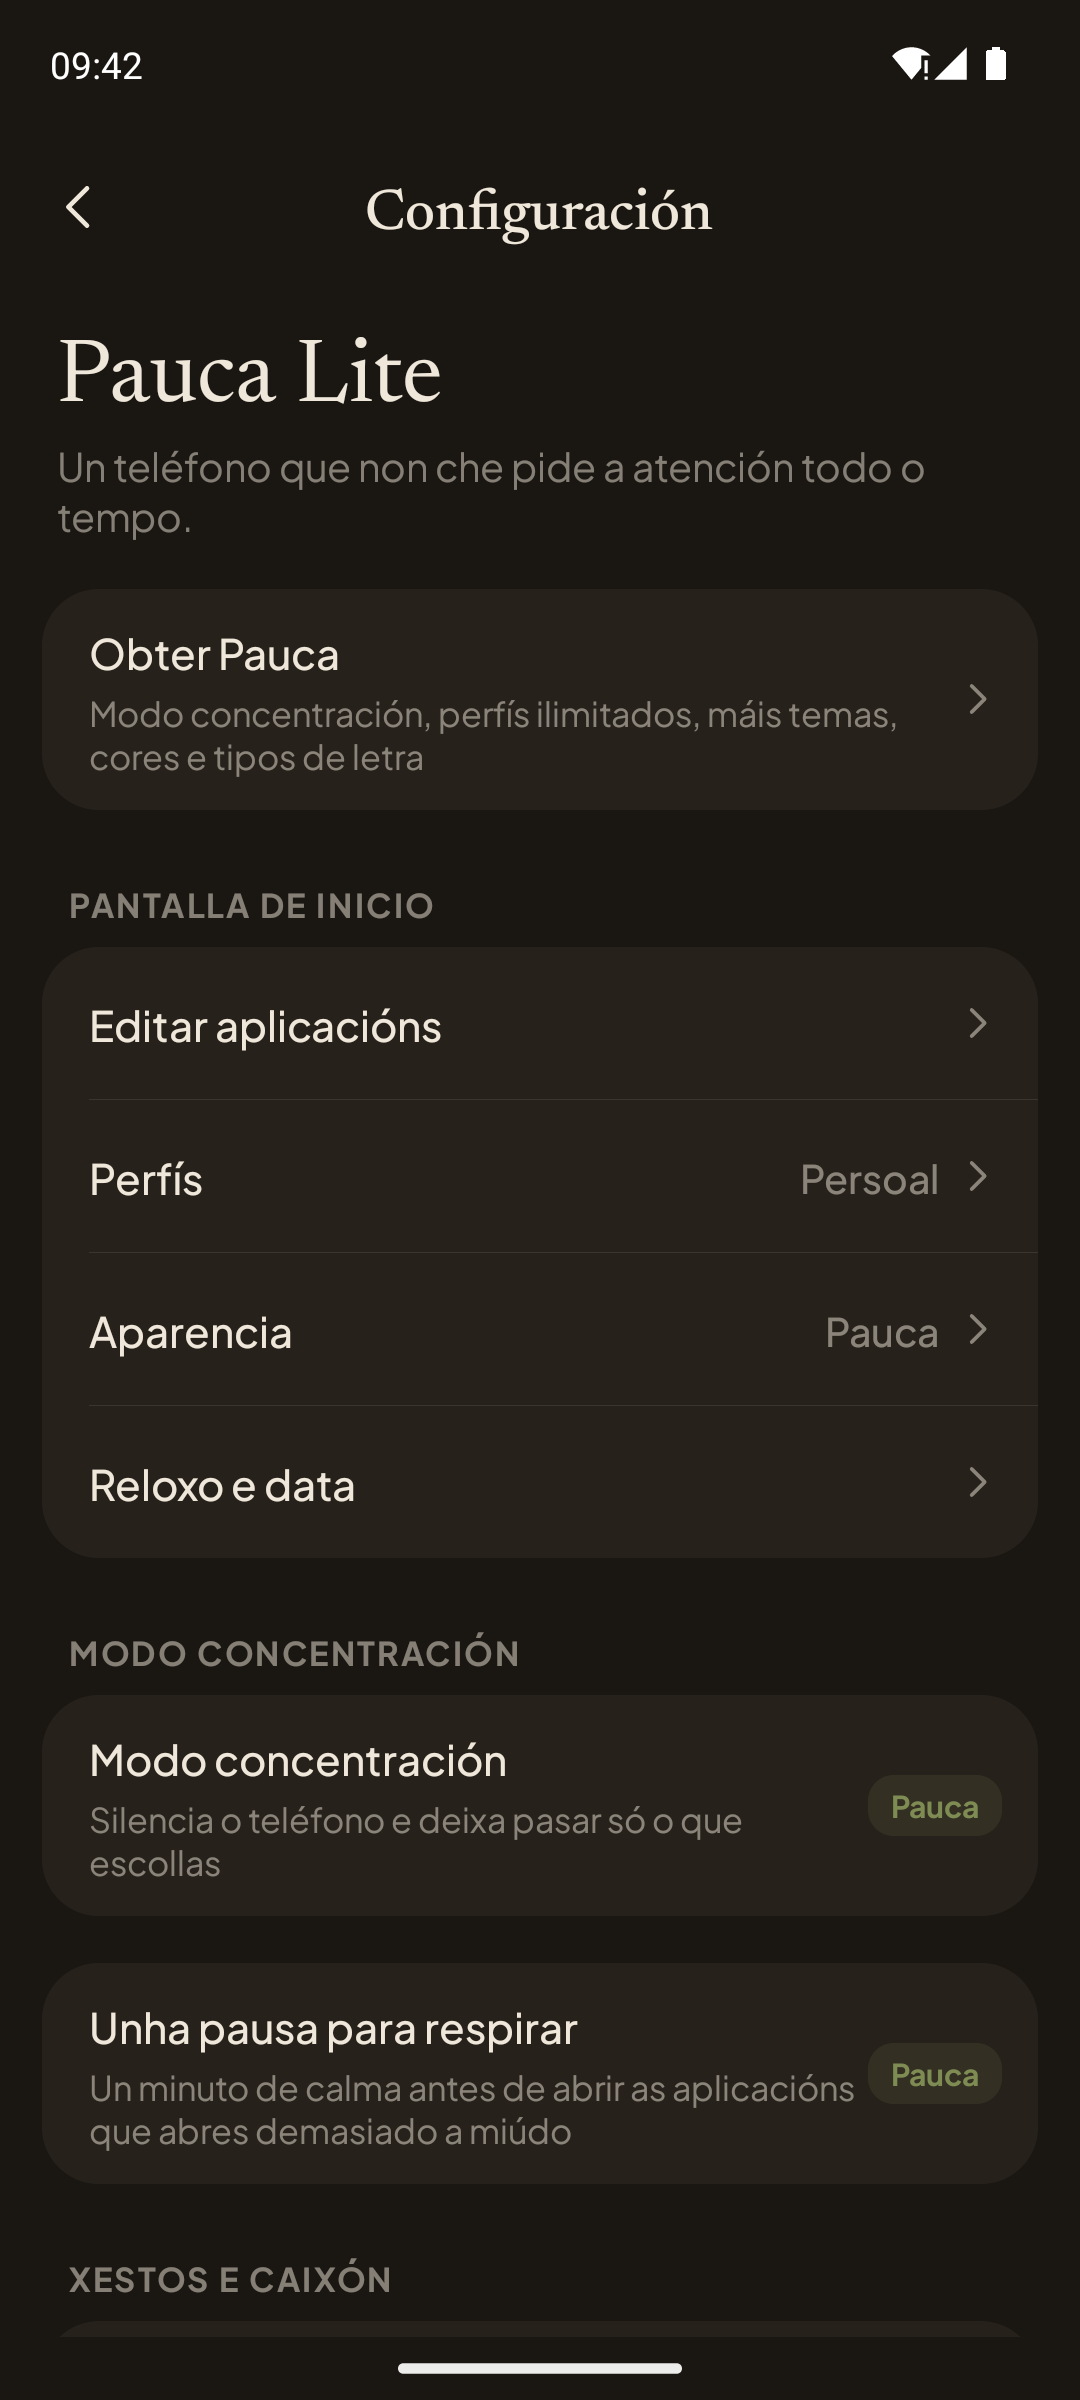 09:42
Configuración
Pauca Lite
Un teléfono que non che pide a atención todo o
tempo.
Obter Pauca
Modo concentración, perfís ilimitados, máis temas,
cores e tipos de letra
PANTALLA DE INICIO
Editar aplicacións
Perfís
Persoal
Aparencia
Pauca
Reloxo e data
MODO CONCENTRACIÓN
Modo concentración
Silencia o teléfono e deixa pasar só o que
escollas
Pauca
Unha pausa para respirar
Un minuto de calma antes de abrir as aplicacións
que abres demasiado a miúdo
Pauca
XESTOS E CAIXÓN